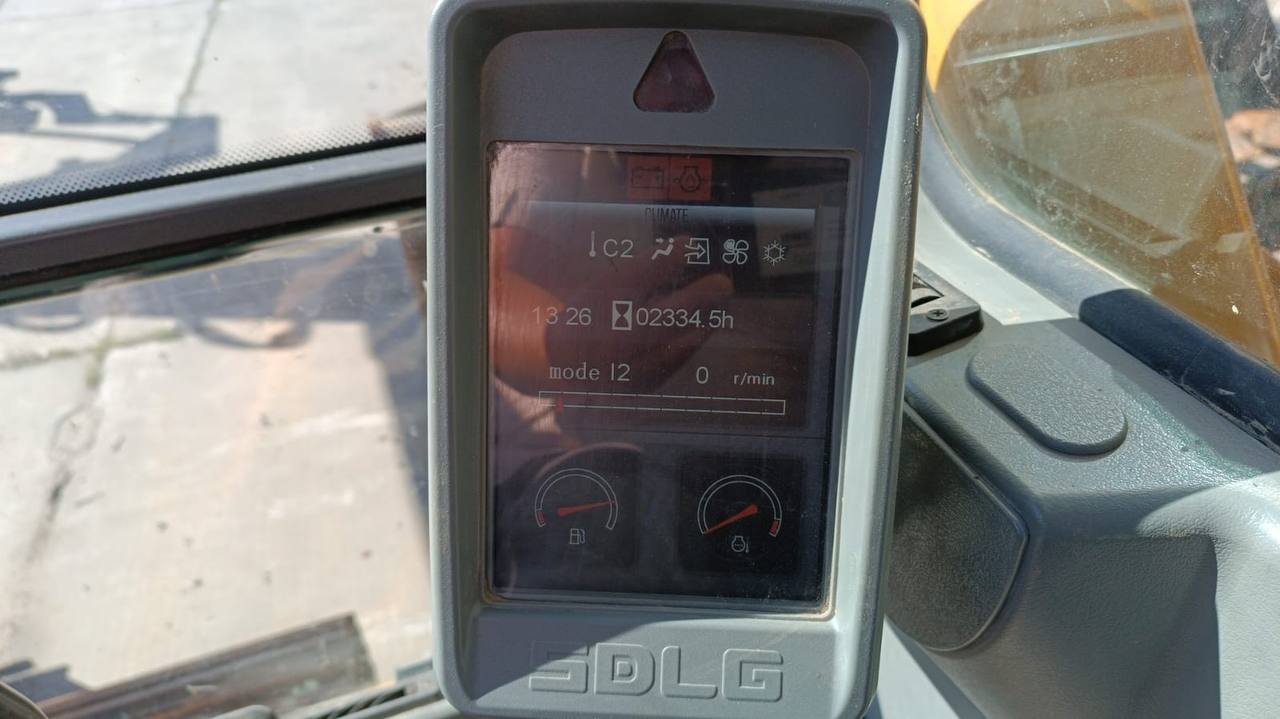 CLIMATE
C2
13 26 02334.5h
mode I2 0 r/min
SDLG